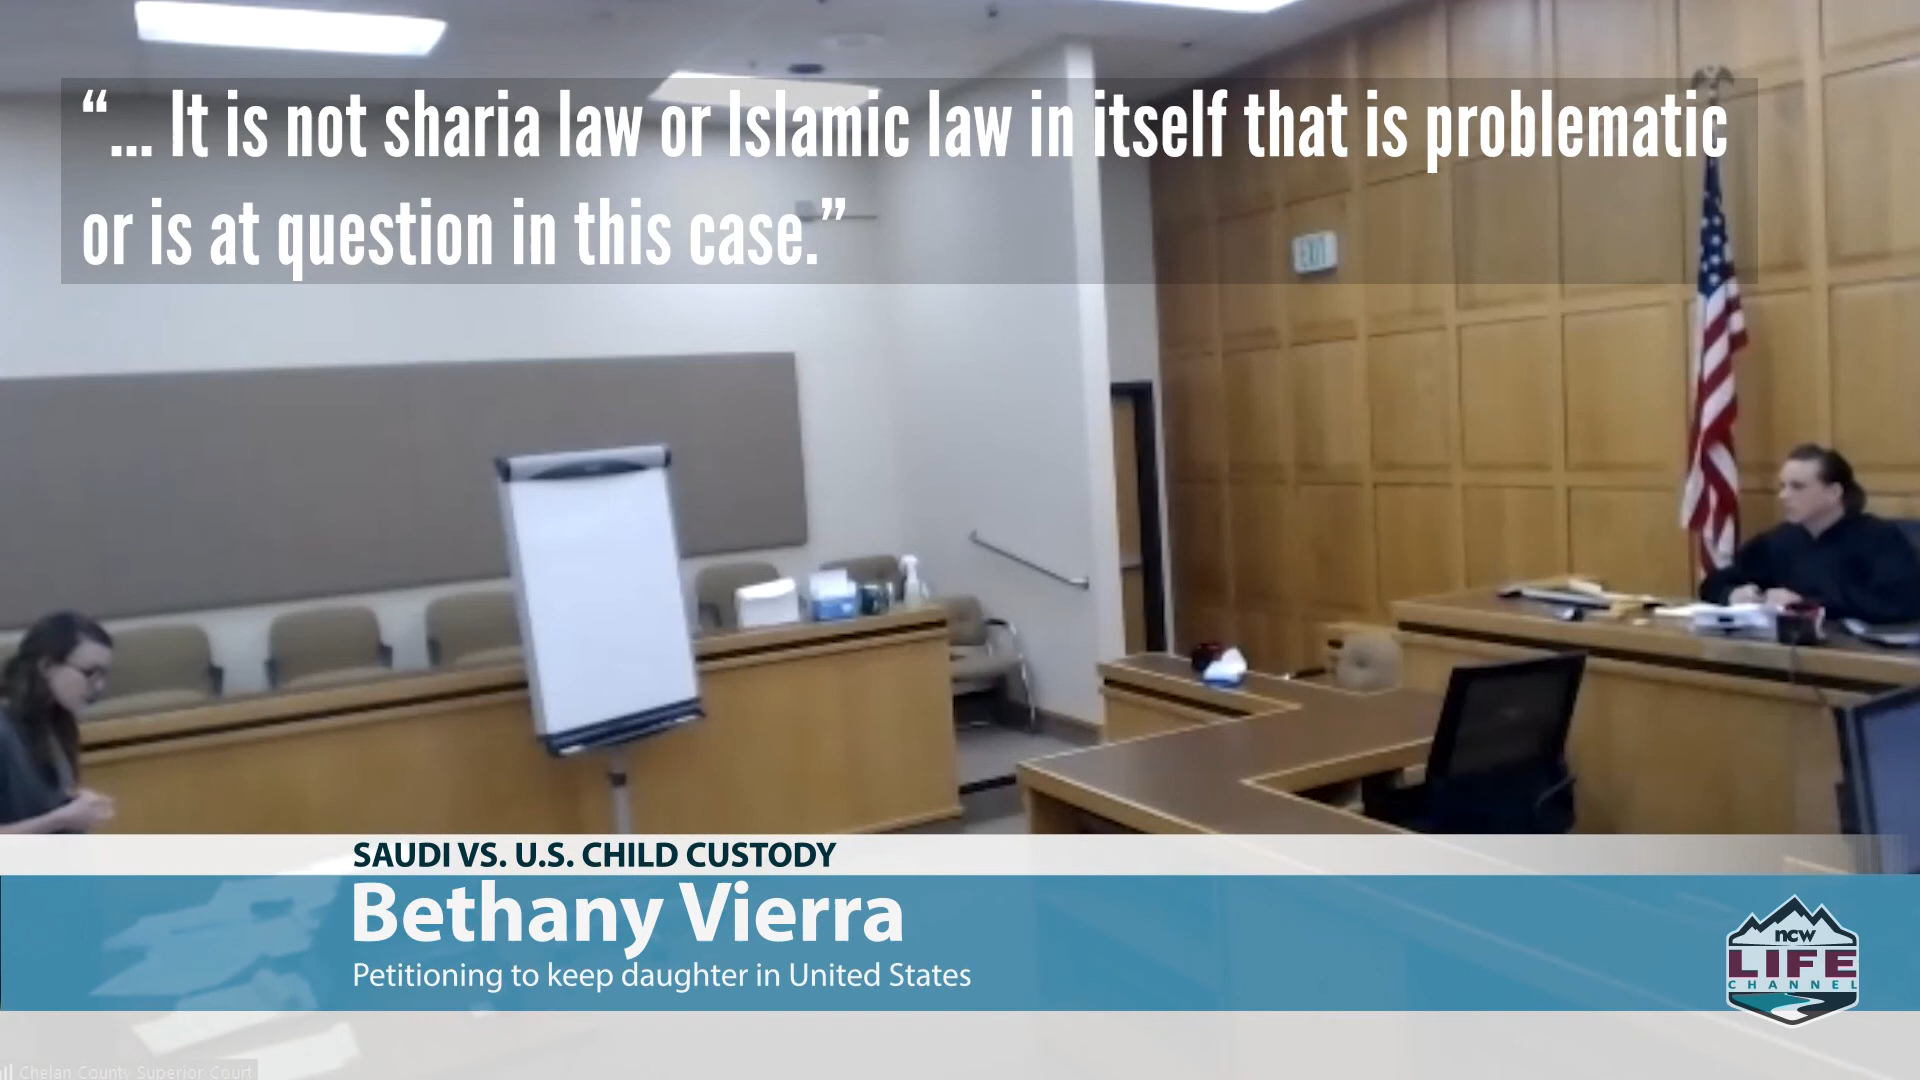 “... It is not sharia law or Islamic law in itself that is problematic
or is at question in this case.”
EXIT
SAUDI VS. U.S. CHILD CUSTODY
Bethany Vierra
Petitioning to keep daughter in United States
ncw
LIFE
CHANNEL
Chelan County Superior Court